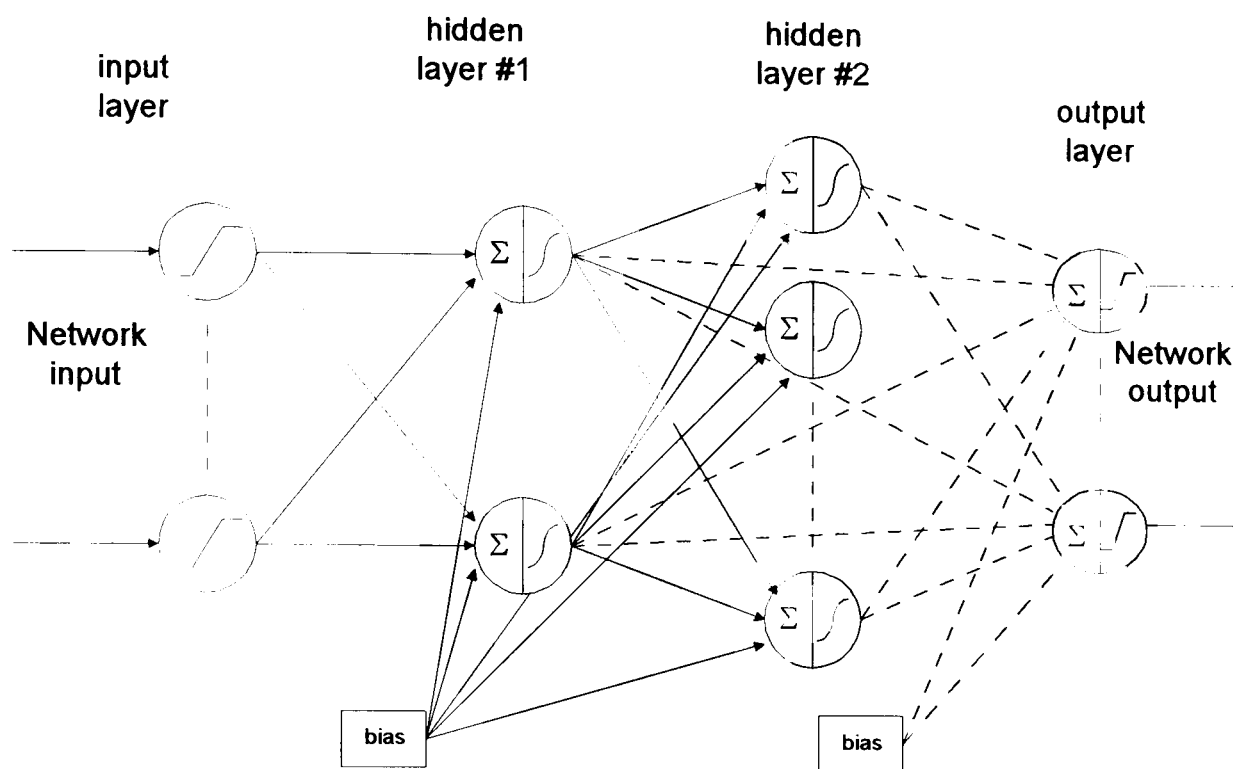 input
layer
hidden
layer #1
hidden
layer #2
output
layer
Network
input
Σ
Σ
Σ
Σ
Σ
Σ
Σ
Network
output
bias
bias